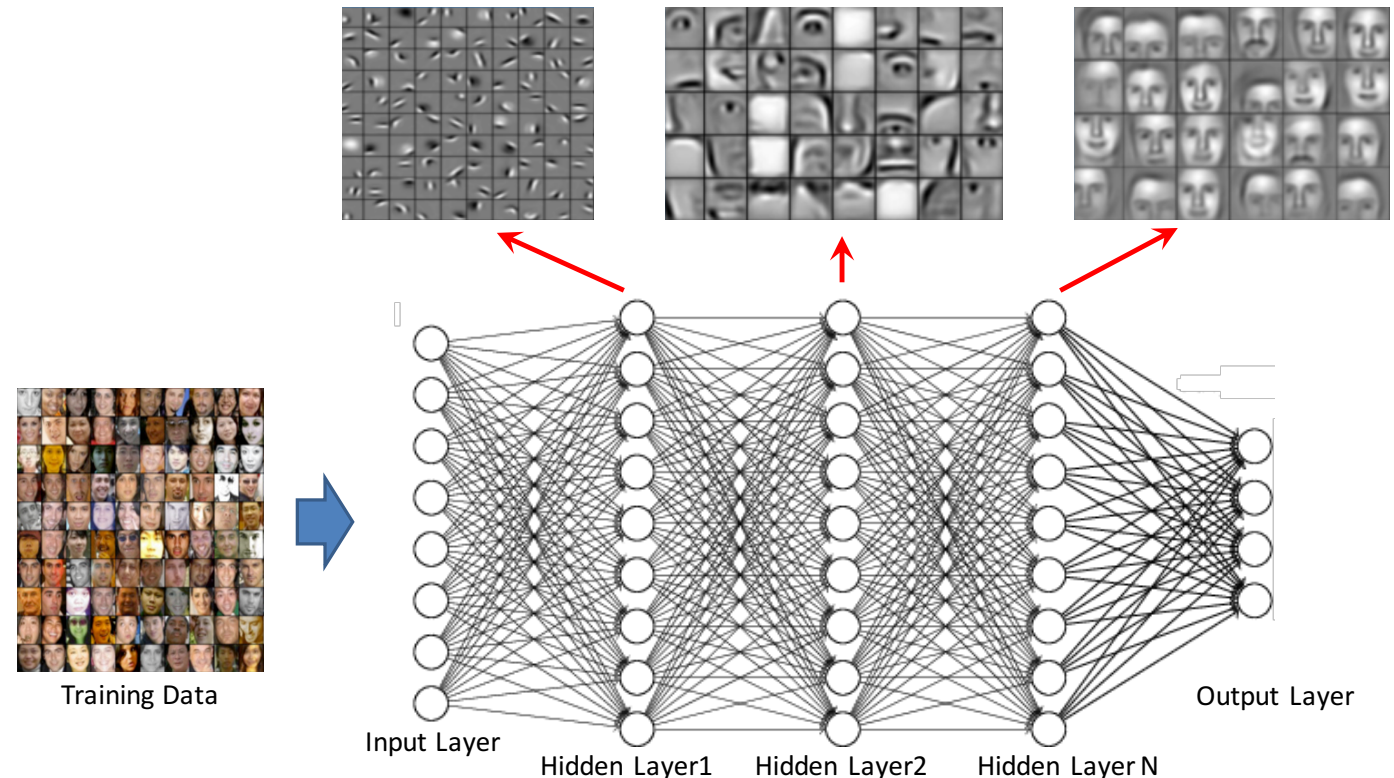 Training Data
Input Layer
Hidden Layer1
Hidden Layer2
Hidden Layer N
Output Layer